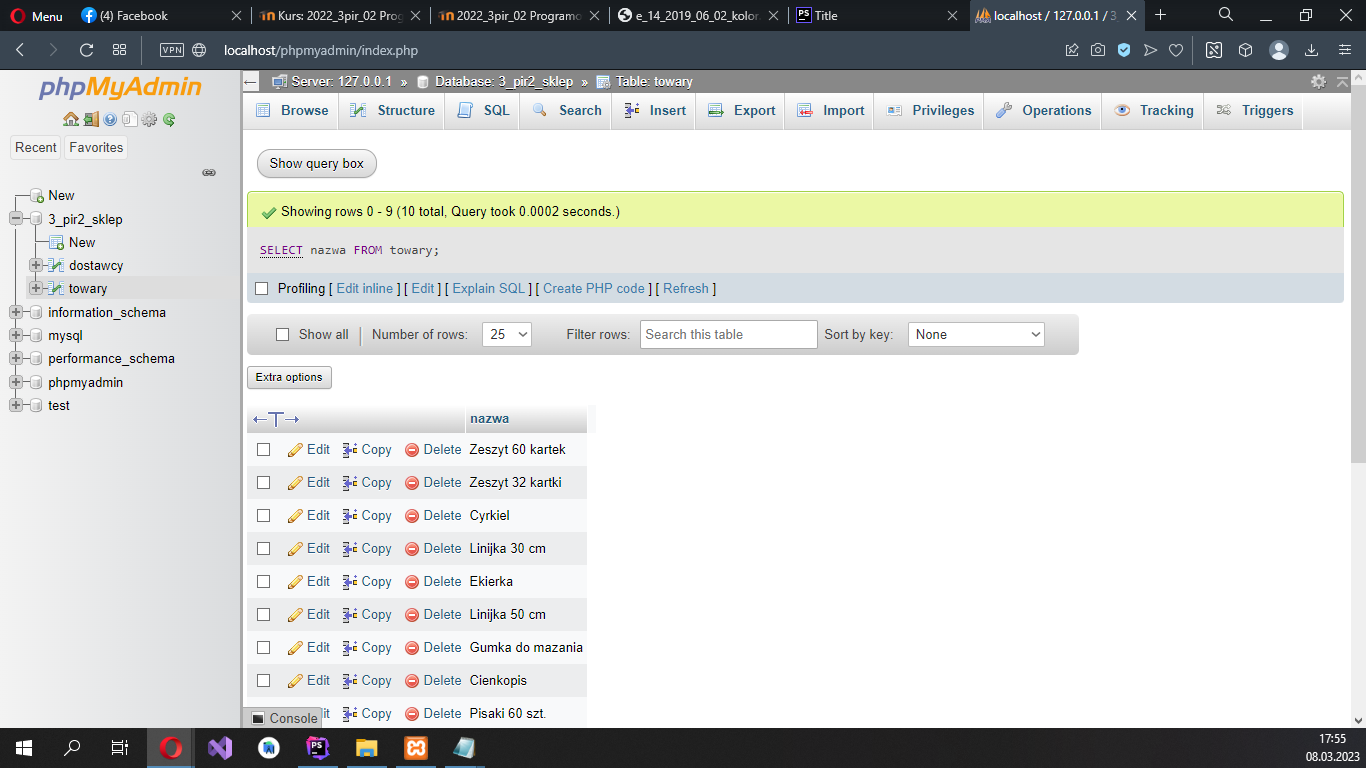 Menu
(4) Facebook
Kurs: 2022_3pir_02 Prog
2022_3pir_02 Programo
e_14_2019_06_02_kolor.
PS Title
localhost / 127.0.0.1 / 3
VPN localhost/phpmyadmin/index.php
phpMyAdmin
Recent Favorites
New
3_pir2_sklep
New
dostawcy
towary
information_schema
mysql
performance_schema
phpmyadmin
test
Server: 127.0.0.1 » Database: 3_pir2_sklep » Table: towary
Browse Structure SQL Search Insert Export Import Privileges Operations Tracking Triggers
Show query box
Showing rows 0 - 9 (10 total, Query took 0.0002 seconds.)
SELECT nazwa FROM towary;
Profiling [ Edit inline ] [ Edit ] [ Explain SQL ] [ Create PHP code ] [ Refresh ]
Show all Number of rows: 25 Filter rows: Search this table Sort by key: None
Extra options
←T→ nazwa
Edit Copy Delete Zeszyt 60 kartek
Edit Copy Delete Zeszyt 32 kartki
Edit Copy Delete Cyrkiel
Edit Copy Delete Linijka 30 cm
Edit Copy Delete Ekierka
Edit Copy Delete Linijka 50 cm
Edit Copy Delete Gumka do mazania
Edit Copy Delete Cienkopis
it Copy Delete Pisaki 60 szt.
Console
PS
17:55
08.03.2023